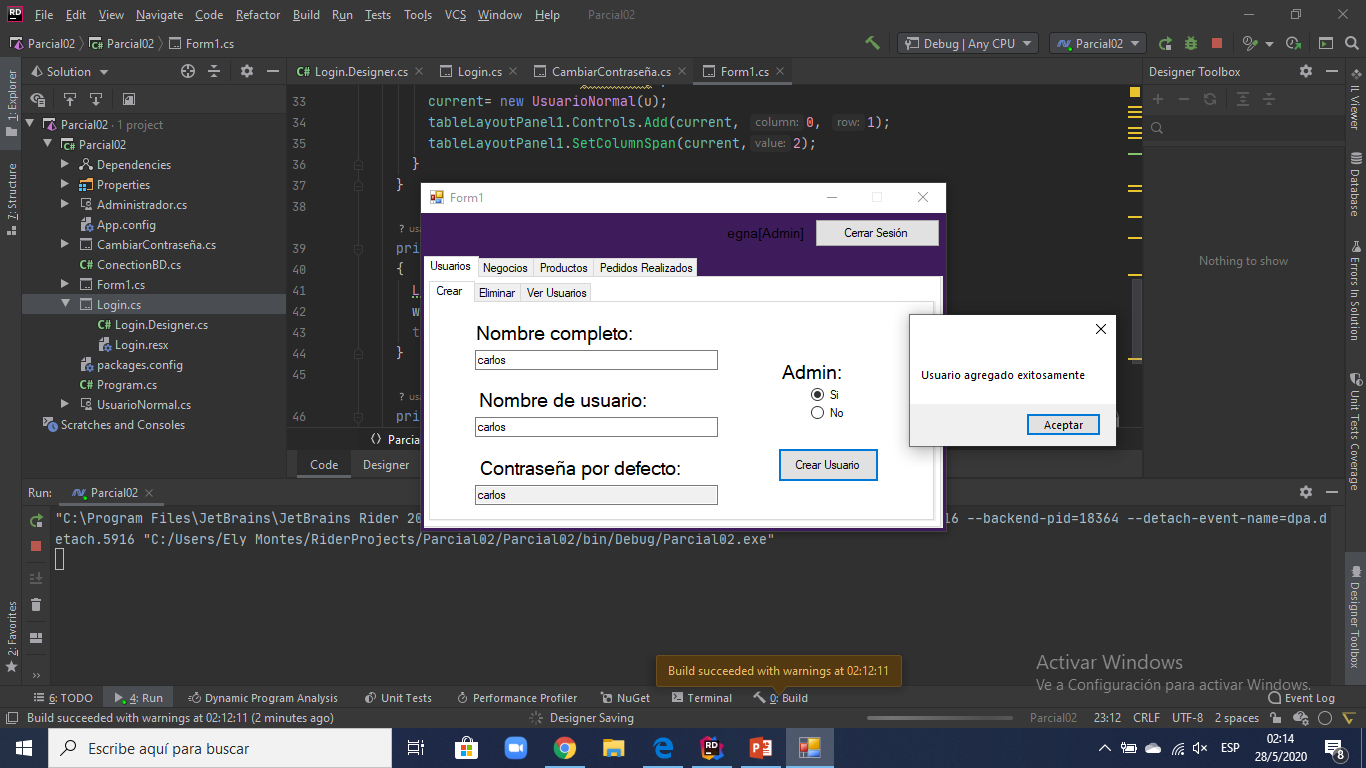 File Edit View Navigate Code Refactor Build Run Tests Tools VCS Window Help Parcial02
Parcial02 Parcial02 Form1.cs Debug | Any CPU Parcial02
Solution Login.Designer.cs Login.cs CambiarContraseña.cs Form1.cs Designer Toolbox
1: Explorer
7: Structure
2: Favorites
Parcial02 · 1 project
Parcial02
Dependencies
Properties
Administrador.cs
App.config
CambiarContraseña.cs
ConectionBD.cs
Form1.cs
Login.cs
Login.Designer.cs
Login.resx
packages.config
Program.cs
UsuarioNormal.cs
Scratches and Consoles
33 current= new UsuarioNormal(u);
34 tableLayoutPanel1.Controls.Add(current, column: 0, row: 1);
35 tableLayoutPanel1.SetColumnSpan(current, value: 2);
36 }
37 }
38
? usa
39 pri
40 {
41 L
42 W
43 t
44 }
45
? usa
46 pri
Parcia
Code Designer
Form1
egna[Admin] Cerrar Sesión
Usuarios Negocios Productos Pedidos Realizados
Crear Eliminar Ver Usuarios
Nombre completo:
carlos
Nombre de usuario:
carlos
Contraseña por defecto:
carlos
Admin:
Si
No
Crear Usuario
Usuario agregado exitosamente
Aceptar
Nothing to show
IL Viewer
Database
Errors In Solution
Unit Tests Coverage
Designer Toolbox
Run: Parcial02
"C:\Program Files\JetBrains\JetBrains Rider 20 16 --backend-pid=18364 --detach-event-name=dpa.d
etach.5916 "C:/Users/Ely Montes/RiderProjects/Parcial02/Parcial02/bin/Debug/Parcial02.exe"
Build succeeded with warnings at 02:12:11
Activar Windows
Ve a Configuración para activar Windows.
6: TODO 4: Run Dynamic Program Analysis Unit Tests Performance Profiler NuGet Terminal 0: Build Event Log
Build succeeded with warnings at 02:12:11 (2 minutes ago) Designer Saving Parcial02 23:12 CRLF UTF-8 2 spaces
Escribe aquí para buscar
ESP
02:14
28/5/2020
8